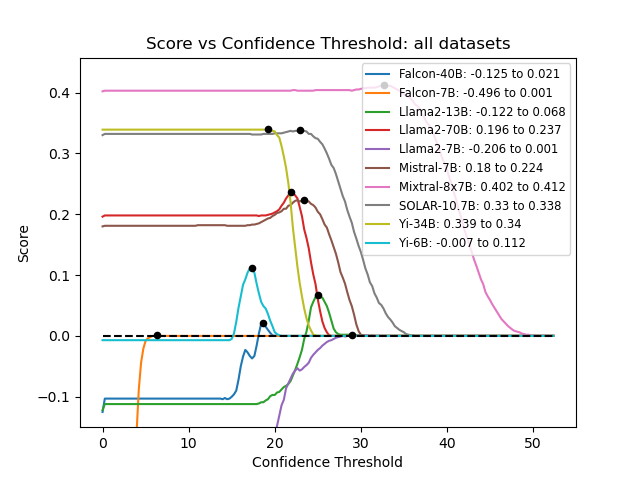 Score vs Confidence Threshold: all datasets
Falcon-40B: -0.125 to 0.021
Falcon-7B: -0.496 to 0.001
Llama2-13B: -0.122 to 0.068
Llama2-70B: 0.196 to 0.237
Llama2-7B: -0.206 to 0.001
Mistral-7B: 0.18 to 0.224
Mixtral-8x7B: 0.402 to 0.412
SOLAR-10.7B: 0.33 to 0.338
Yi-34B: 0.339 to 0.34
Yi-6B: -0.007 to 0.112
Score
0.4
0.3
0.2
0.1
0.0
−0.1
0 10 20 30 40 50
Confidence Threshold